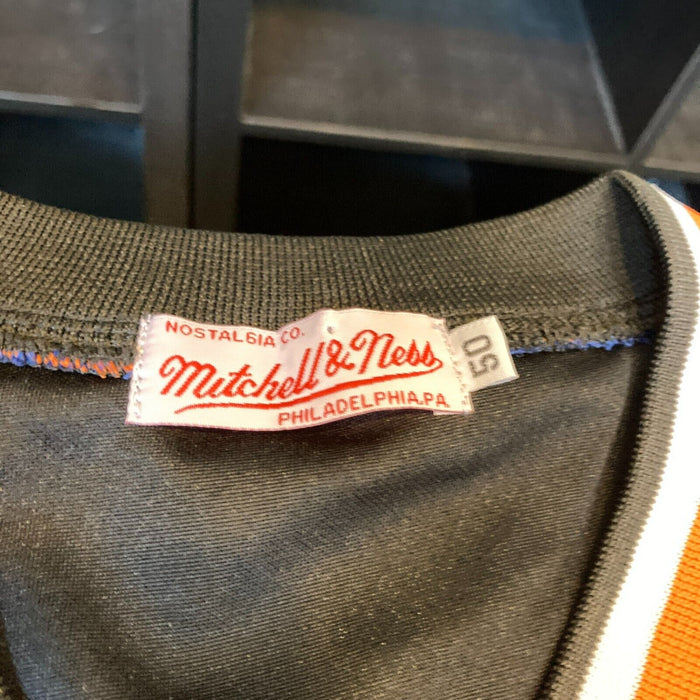 NOSTALGIA CO.
Mitchell & Ness
PHILADELPHIA, PA.
50